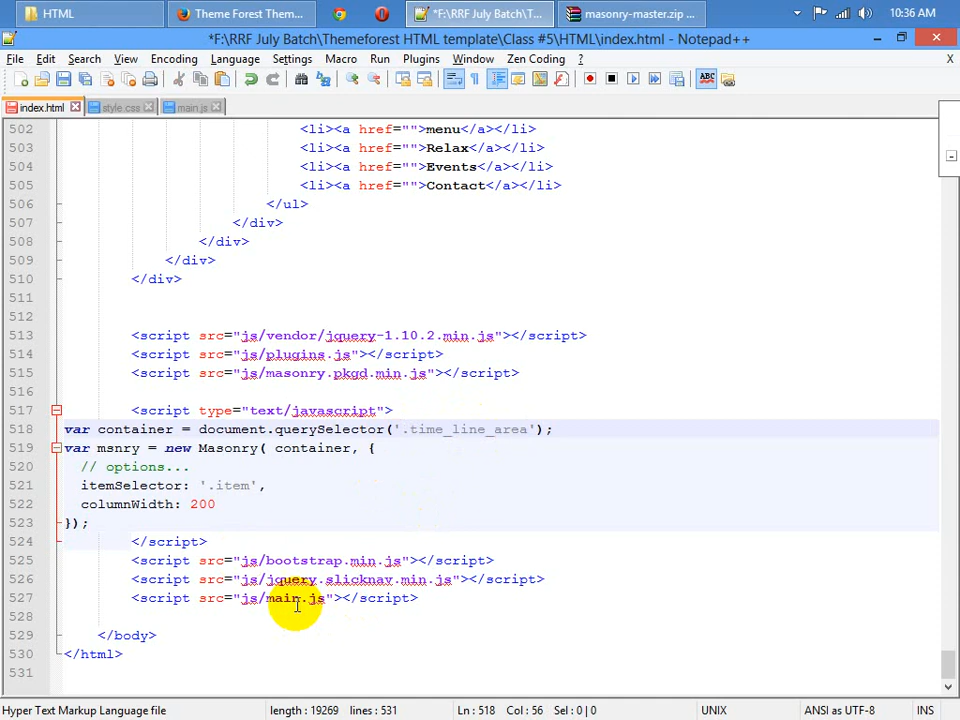 HTML
Theme Forest Them...
*F:\RRF July Batch\T...
masonry-master.zip ...
10:36 AM
*F:\RRF July Batch\Themeforest HTML template\Class #5\HTML\index.html - Notepad++
File Edit Search View Encoding Language Settings Macro Run Plugins Window Zen Coding ? X
index.html style.css main.js
502 <li><a href="">menu</a></li>
503 <li><a href="">Relax</a></li>
504 <li><a href="">Events</a></li>
505 <li><a href="">Contact</a></li>
506 </ul>
507 </div>
508 </div>
509 </div>
510 </div>
511
512
513 <script src="js/vendor/jquery-1.10.2.min.js"></script>
514 <script src="js/plugins.js"></script>
515 <script src="js/masonry.pkgd.min.js"></script>
516
517 <script type="text/javascript">
518 var container = document.querySelector('.time_line_area');
519 var msnry = new Masonry( container, {
520 // options...
521 itemSelector: '.item',
522 columnWidth: 200
523 });
524 </script>
525 <script src="js/bootstrap.min.js"></script>
526 <script src="js/jquery.slicknav.min.js"></script>
527 <script src="js/main.js"></script>
528
529 </body>
530 </html>
531
Hyper Text Markup Language file length : 19269 lines : 531 Ln : 518 Col : 56 Sel : 0 | 0 UNIX ANSI as UTF-8 INS